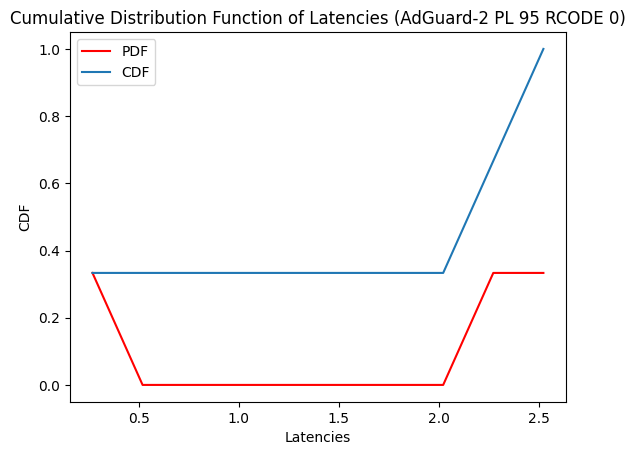 Cumulative Distribution Function of Latencies (AdGuard-2 PL 95 RCODE 0)
PDF
CDF
1.0
0.8
0.6
0.4
0.2
0.0
CDF
0.5
1.0
1.5
2.0
2.5
Latencies